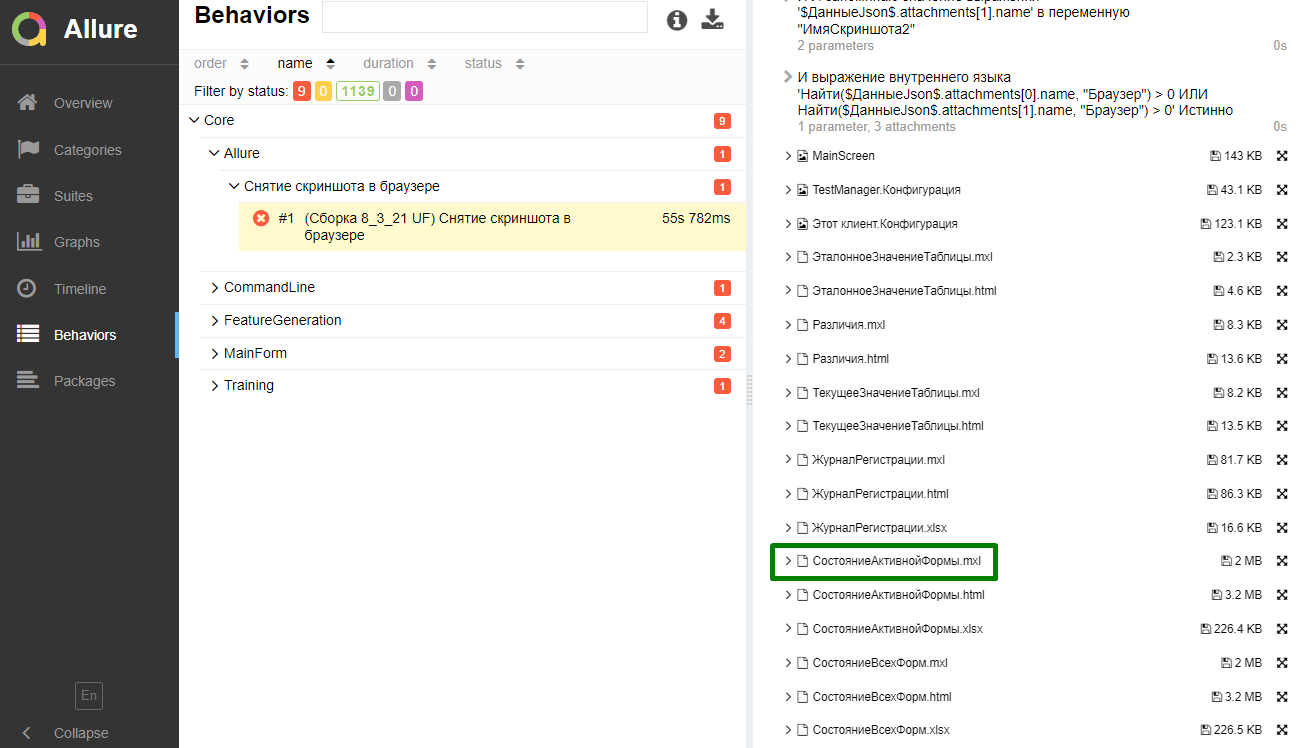 Allure
Overview
Categories
Suites
Graphs
Timeline
Behaviors
Packages
En
Collapse
Behaviors
order name duration status
Filter by status: 9 0 1139 0 0
Core 9
Allure 1
Снятие скриншота в браузере 1
#1 (Сборка 8_3_21 UF) Снятие скриншота в 55s 782ms
браузере
CommandLine 1
FeatureGeneration 4
MainForm 2
Training 1
'$ДанныеJson$.attachments[1].name' в переменную
"ИмяСкриншота2"
2 parameters 0s
И выражение внутреннего языка
'Найти($ДанныеJson$.attachments[0].name, "Браузер") > 0 ИЛИ
Найти($ДанныеJson$.attachments[1].name, "Браузер") > 0' Истинно
1 parameter, 3 attachments 0s
MainScreen 143 KB
TestManager.Конфигурация 43.1 KB
Этот клиент.Конфигурация 123.1 KB
ЭталонноеЗначениеТаблицы.mxl 2.3 KB
ЭталонноеЗначениеТаблицы.html 4.6 KB
Различия.mxl 8.3 KB
Различия.html 13.6 KB
ТекущееЗначениеТаблицы.mxl 8.2 KB
ТекущееЗначениеТаблицы.html 13.5 KB
ЖурналРегистрации.mxl 81.7 KB
ЖурналРегистрации.html 86.3 KB
ЖурналРегистрации.xlsx 16.6 KB
СостояниеАктивнойФормы.mxl 2 MB
СостояниеАктивнойФормы.html 3.2 MB
СостояниеАктивнойФормы.xlsx 226.4 KB
СостояниеВсехФорм.mxl 2 MB
СостояниеВсехФорм.html 3.2 MB
СостояниеВсехФорм.xlsx 226.5 KB